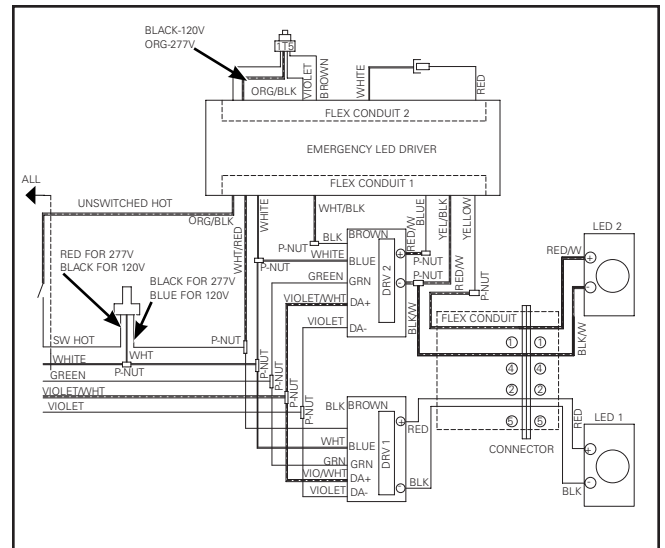 BLACK-120V
ORG-277V
ORG/BLK
VIOLET
BROWN
WHITE
RED
FLEX CONDUIT 2
EMERGENCY LED DRIVER
FLEX CONDUIT 1
ALL
UNSWITCHED HOT
ORG/BLK
WHT/RED
WHITE
WHT/BLK
RED/W
BLUE
YEL/BLK
YELLOW
LED 2
RED FOR 277V
BLACK FOR 120V
BLACK FOR 277V
BLUE FOR 120V
P-NUT
BLK
BROWN
WHITE
BLUE
P-NUT
GREEN
GRN
VIOLET/WHT
DA+
VIOLET
DA-
DRV 2
P-NUT
P-NUT
RED/W
P-NUT
BLK/W
RED/W
+
-
BLK/W
FLEX CONDUIT
1 1
4 4
2 2
5 5
CONNECTOR
SW HOT
WHT
P-NUT
WHITE
P-NUT
GREEN
VIOLET/WHT
VIOLET
P-NUT
P-NUT
P-NUT
P-NUT
BLK
BROWN
RED
WHT
BLUE
GRN
GRN
VIO/WHT
DA+
VIOLET
DA-
DRV 1
BLK
RED
LED 1
+
-
BLK